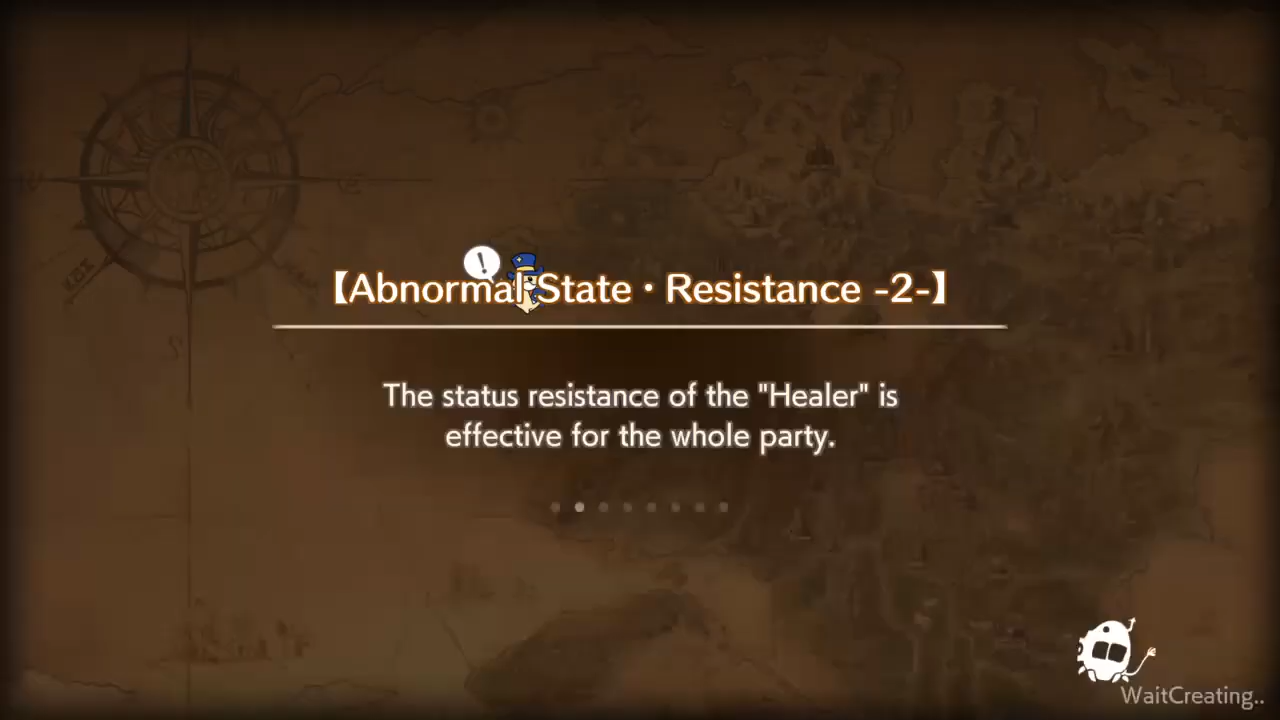 【Abnormal State・Resistance -2-】
The status resistance of the "Healer" is
effective for the whole party.
WaitCreating..